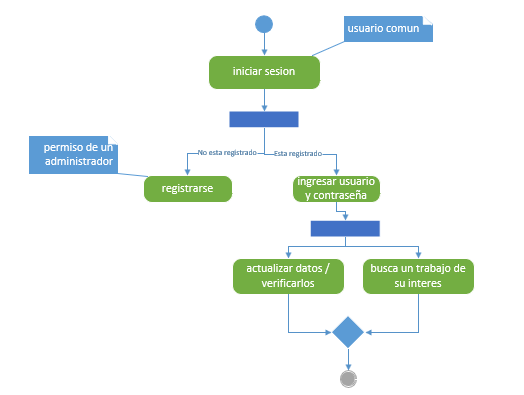 usuario comun
iniciar sesion
No esta registrado
Esta registrado
permiso de un
administrador
registrarse
ingresar usuario
y contraseña
actualizar datos /
verificarlos
busca un trabajo de
su interes